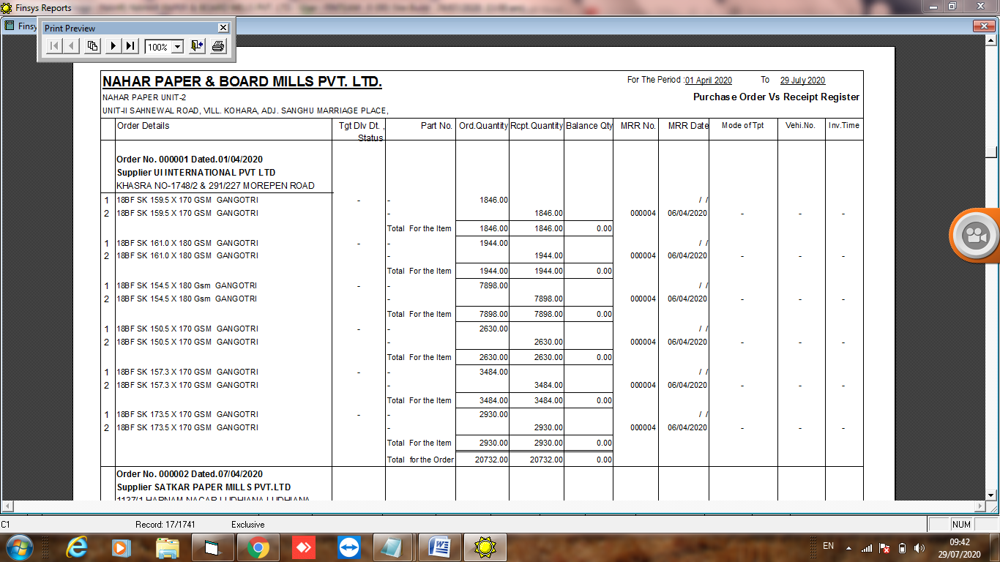 Finsys Reports
Finsy
Print Preview
100%
NAHAR PAPER & BOARD MILLS PVT. LTD.
For The Period : 01 April 2020 To 29 July 2020
NAHAR PAPER UNIT-2
Purchase Order Vs Receipt Register
UNIT-II SAHNEWAL ROAD, VILL. KOHARA, ADJ. SANGHU MARRIAGE PLACE,
Order Details Tgt Dlv Dt. , Part No. Ord.Quantity Rcpt.Quantity Balance Qty MRR No. MRR Date Mode of Tpt Vehi.No. Inv.Time
Status
Order No. 000001 Dated.01/04/2020
Supplier UI INTERNATIONAL PVT LTD
KHASRA NO-1748/2 & 291/227 MOREPEN ROAD
1 18BF SK 159.5 X 170 GSM GANGOTRI - - 1846.00 / /
2 18BF SK 159.5 X 170 GSM GANGOTRI - 1846.00 000004 06/04/2020 - - -
Total For the Item 1846.00 1846.00 0.00
1 18BF SK 161.0 X 180 GSM GANGOTRI - - 1944.00 / /
2 18BF SK 161.0 X 180 GSM GANGOTRI - 1944.00 000004 06/04/2020 - - -
Total For the Item 1944.00 1944.00 0.00
1 18BF SK 154.5 X 180 Gsm GANGOTRI - - 7898.00 / /
2 18BF SK 154.5 X 180 Gsm GANGOTRI - 7898.00 000004 06/04/2020 - - -
Total For the Item 7898.00 7898.00 0.00
1 18BF SK 150.5 X 170 GSM GANGOTRI - - 2630.00 / /
2 18BF SK 150.5 X 170 GSM GANGOTRI - 2630.00 000004 06/04/2020 - - -
Total For the Item 2630.00 2630.00 0.00
1 18BF SK 157.3 X 170 GSM GANGOTRI - - 3484.00 / /
2 18BF SK 157.3 X 170 GSM GANGOTRI - 3484.00 000004 06/04/2020 - - -
Total For the Item 3484.00 3484.00 0.00
1 18BF SK 173.5 X 170 GSM GANGOTRI - - 2930.00 / /
2 18BF SK 173.5 X 170 GSM GANGOTRI - 2930.00 000004 06/04/2020 - - -
Total For the Item 2930.00 2930.00 0.00
Total for the Order 20732.00 20732.00 0.00
Order No. 000002 Dated.07/04/2020
Supplier SATKAR PAPER MILLS PVT.LTD
1137/1 HARNAM NAGAR LUDHIANA LUDHIANA
C1 Record: 17/1741 Exclusive NUM
EN 09:42
29/07/2020